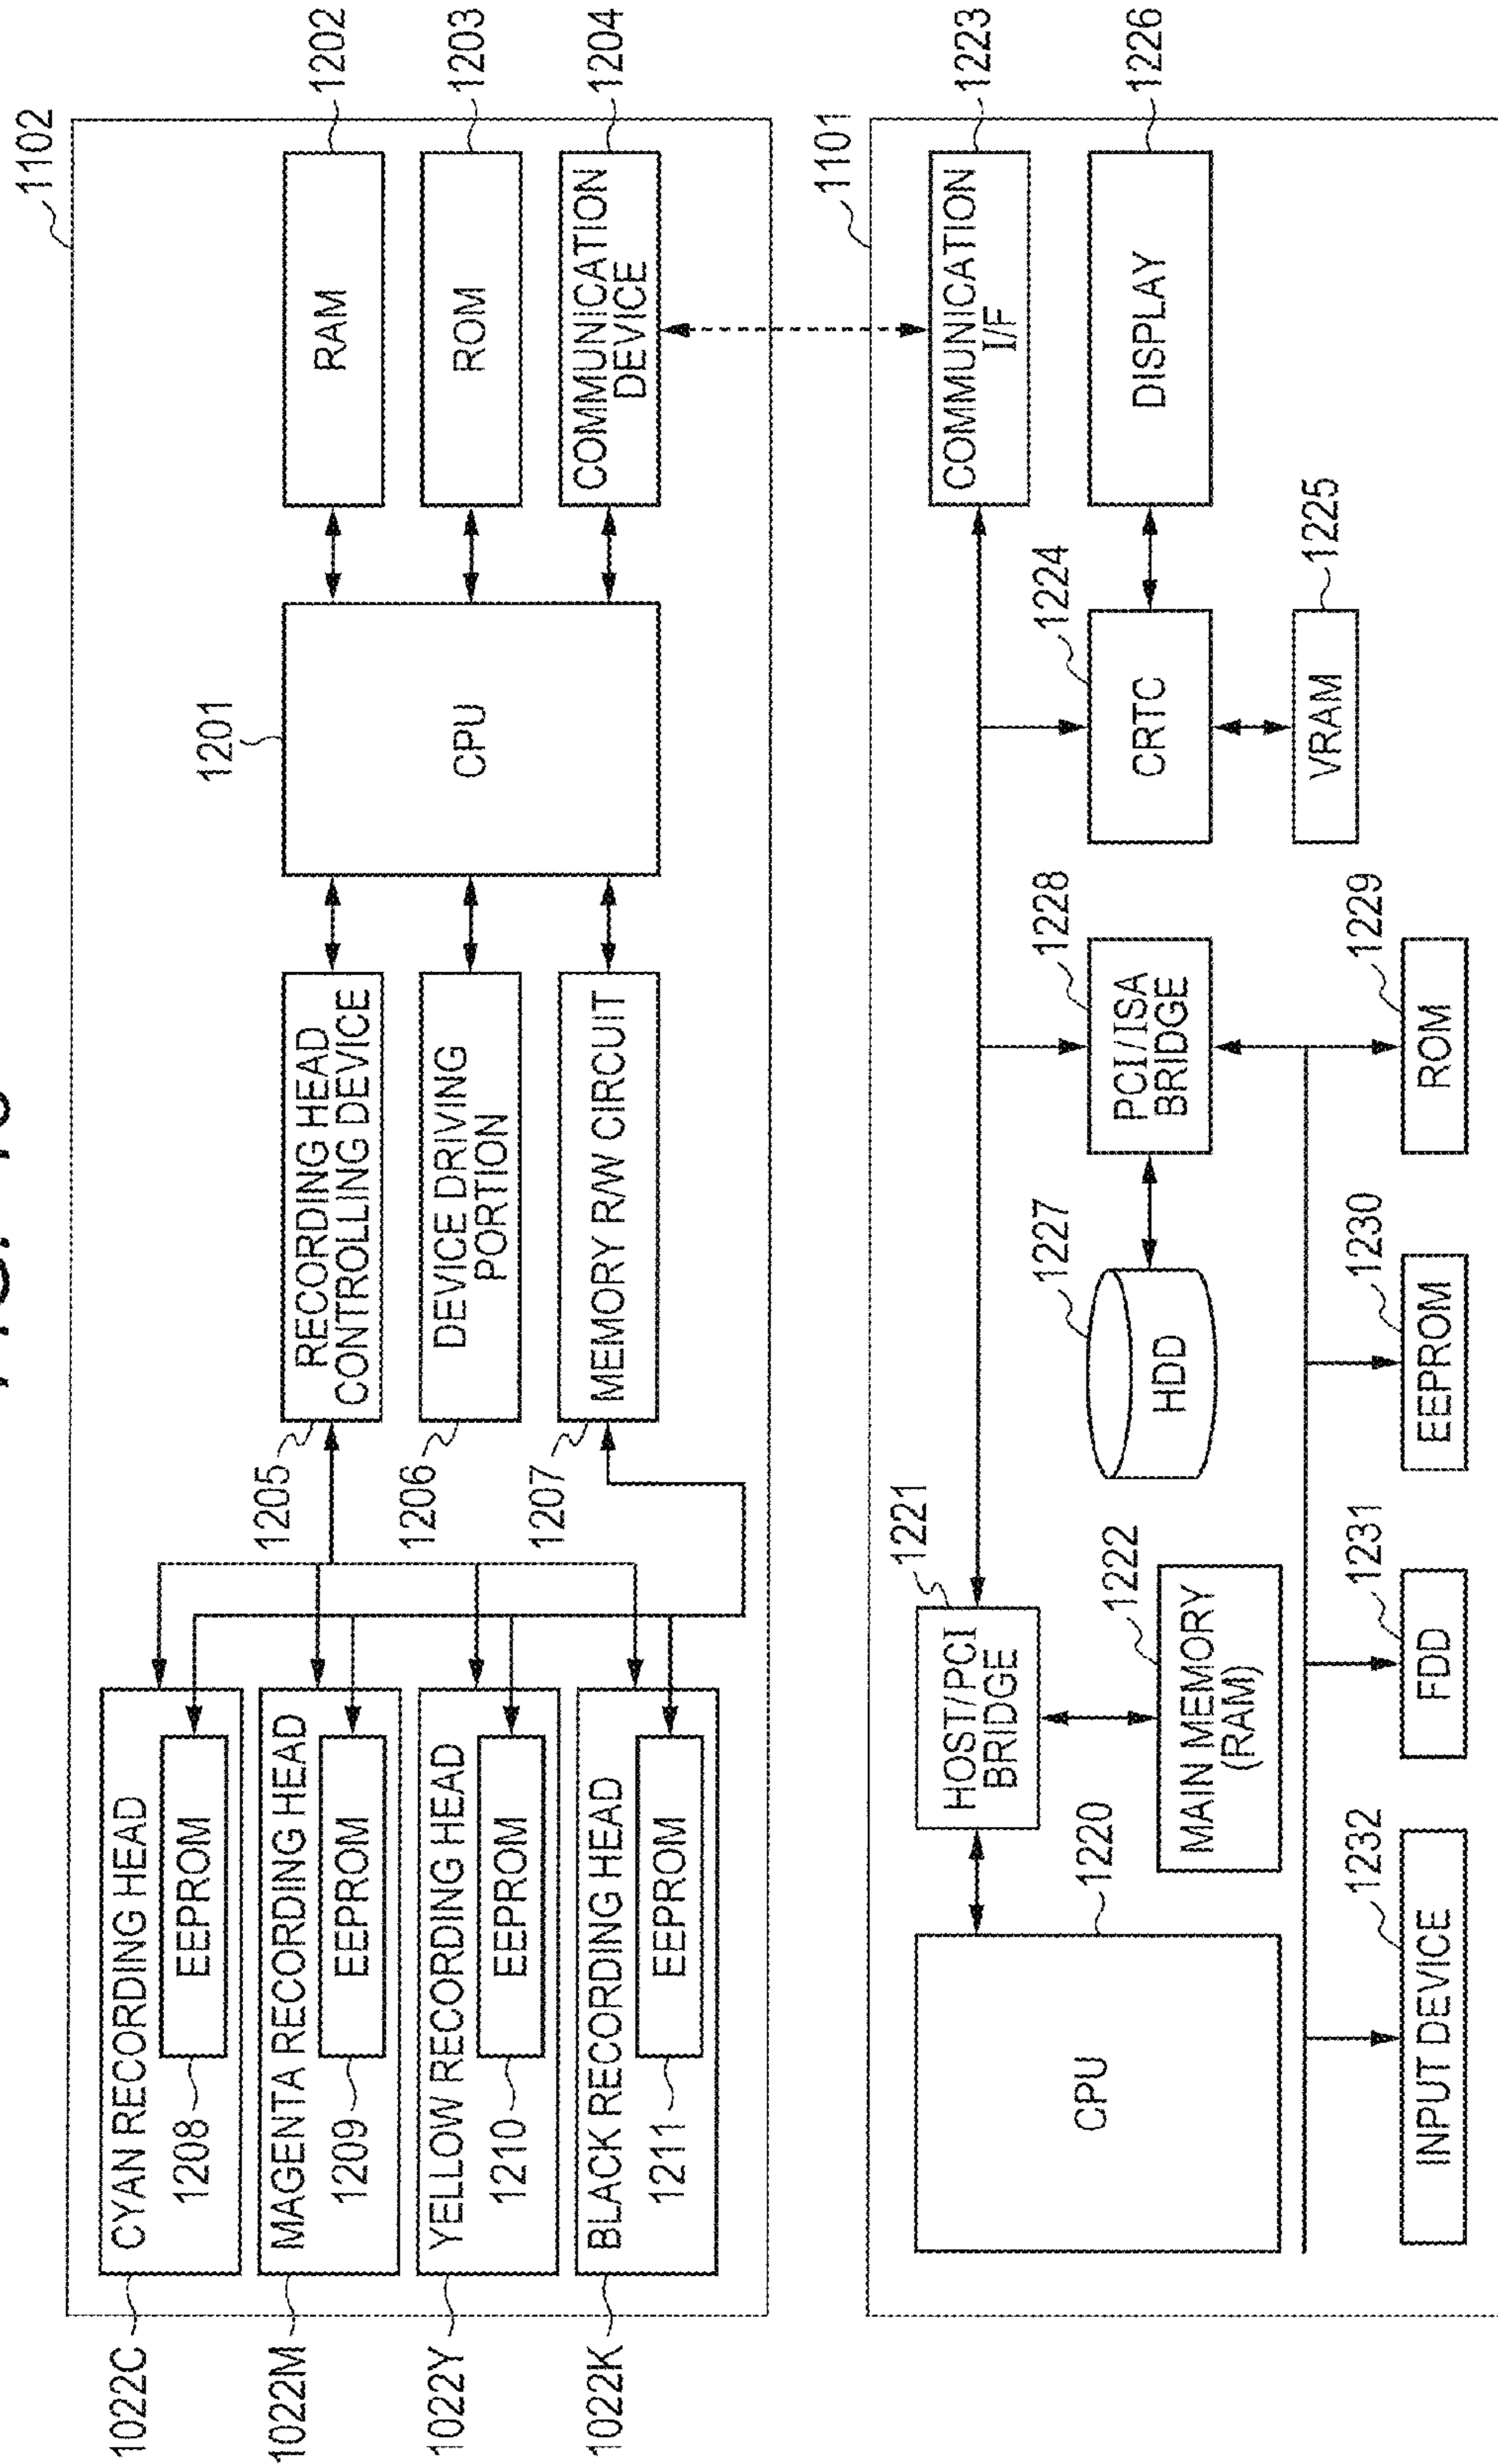 1102
1201
1022C
CYAN RECORDING HEAD
1208
EEPROM
1022M
MAGENTA RECORDING HEAD
1209
EEPROM
1022Y
YELLOW RECORDING HEAD
1210
EEPROM
1022K
BLACK RECORDING HEAD
1211
EEPROM
1205
RECORDING HEAD
CONTROLLING DEVICE
1206
DEVICE DRIVING
PORTION
1207
MEMORY R/W CIRCUIT
CPU
RAM
1202
ROM
1203
COMMUNICATION
DEVICE
1204
1101
CPU
1220
1221
HOST/PCI
BRIDGE
1222
MAIN MEMORY
(RAM)
1227
HDD
1228
PCI/ISA
BRIDGE
1224
CRTC
1225
VRAM
COMMUNICATION
I/F
1223
DISPLAY
1226
1232
INPUT DEVICE
1231
FDD
1230
EEPROM
1229
ROM